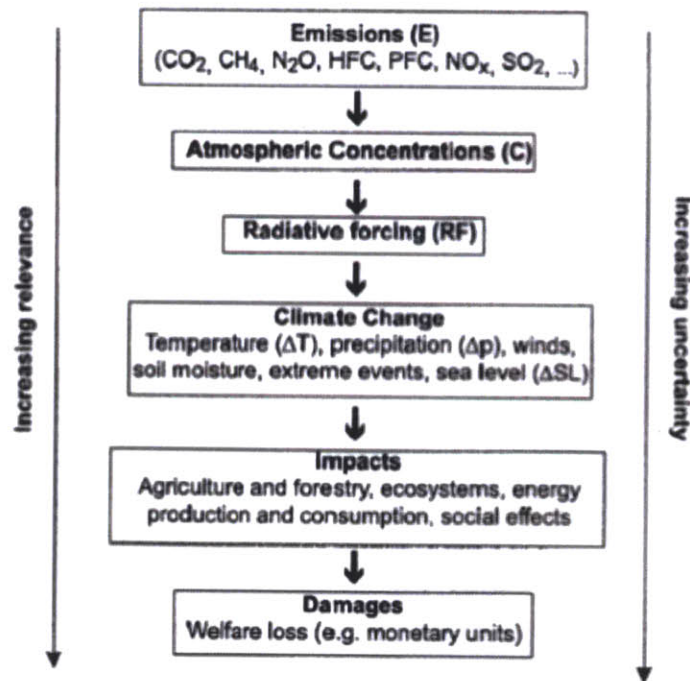 Emissions (E)
(CO₂, CH₄, N₂O, HFC, PFC, NOₓ, SO₂, ...)
Atmospheric Concentrations (C)
Radiative forcing (RF)
Climate Change
Temperature (ΔT), precipitation (Δp), winds,
soil moisture, extreme events, sea level (ΔSL)
Impacts
Agriculture and forestry, ecosystems, energy
production and consumption, social effects
Damages
Welfare loss (e.g. monetary units)
Increasing relevance
Increasing uncertainty